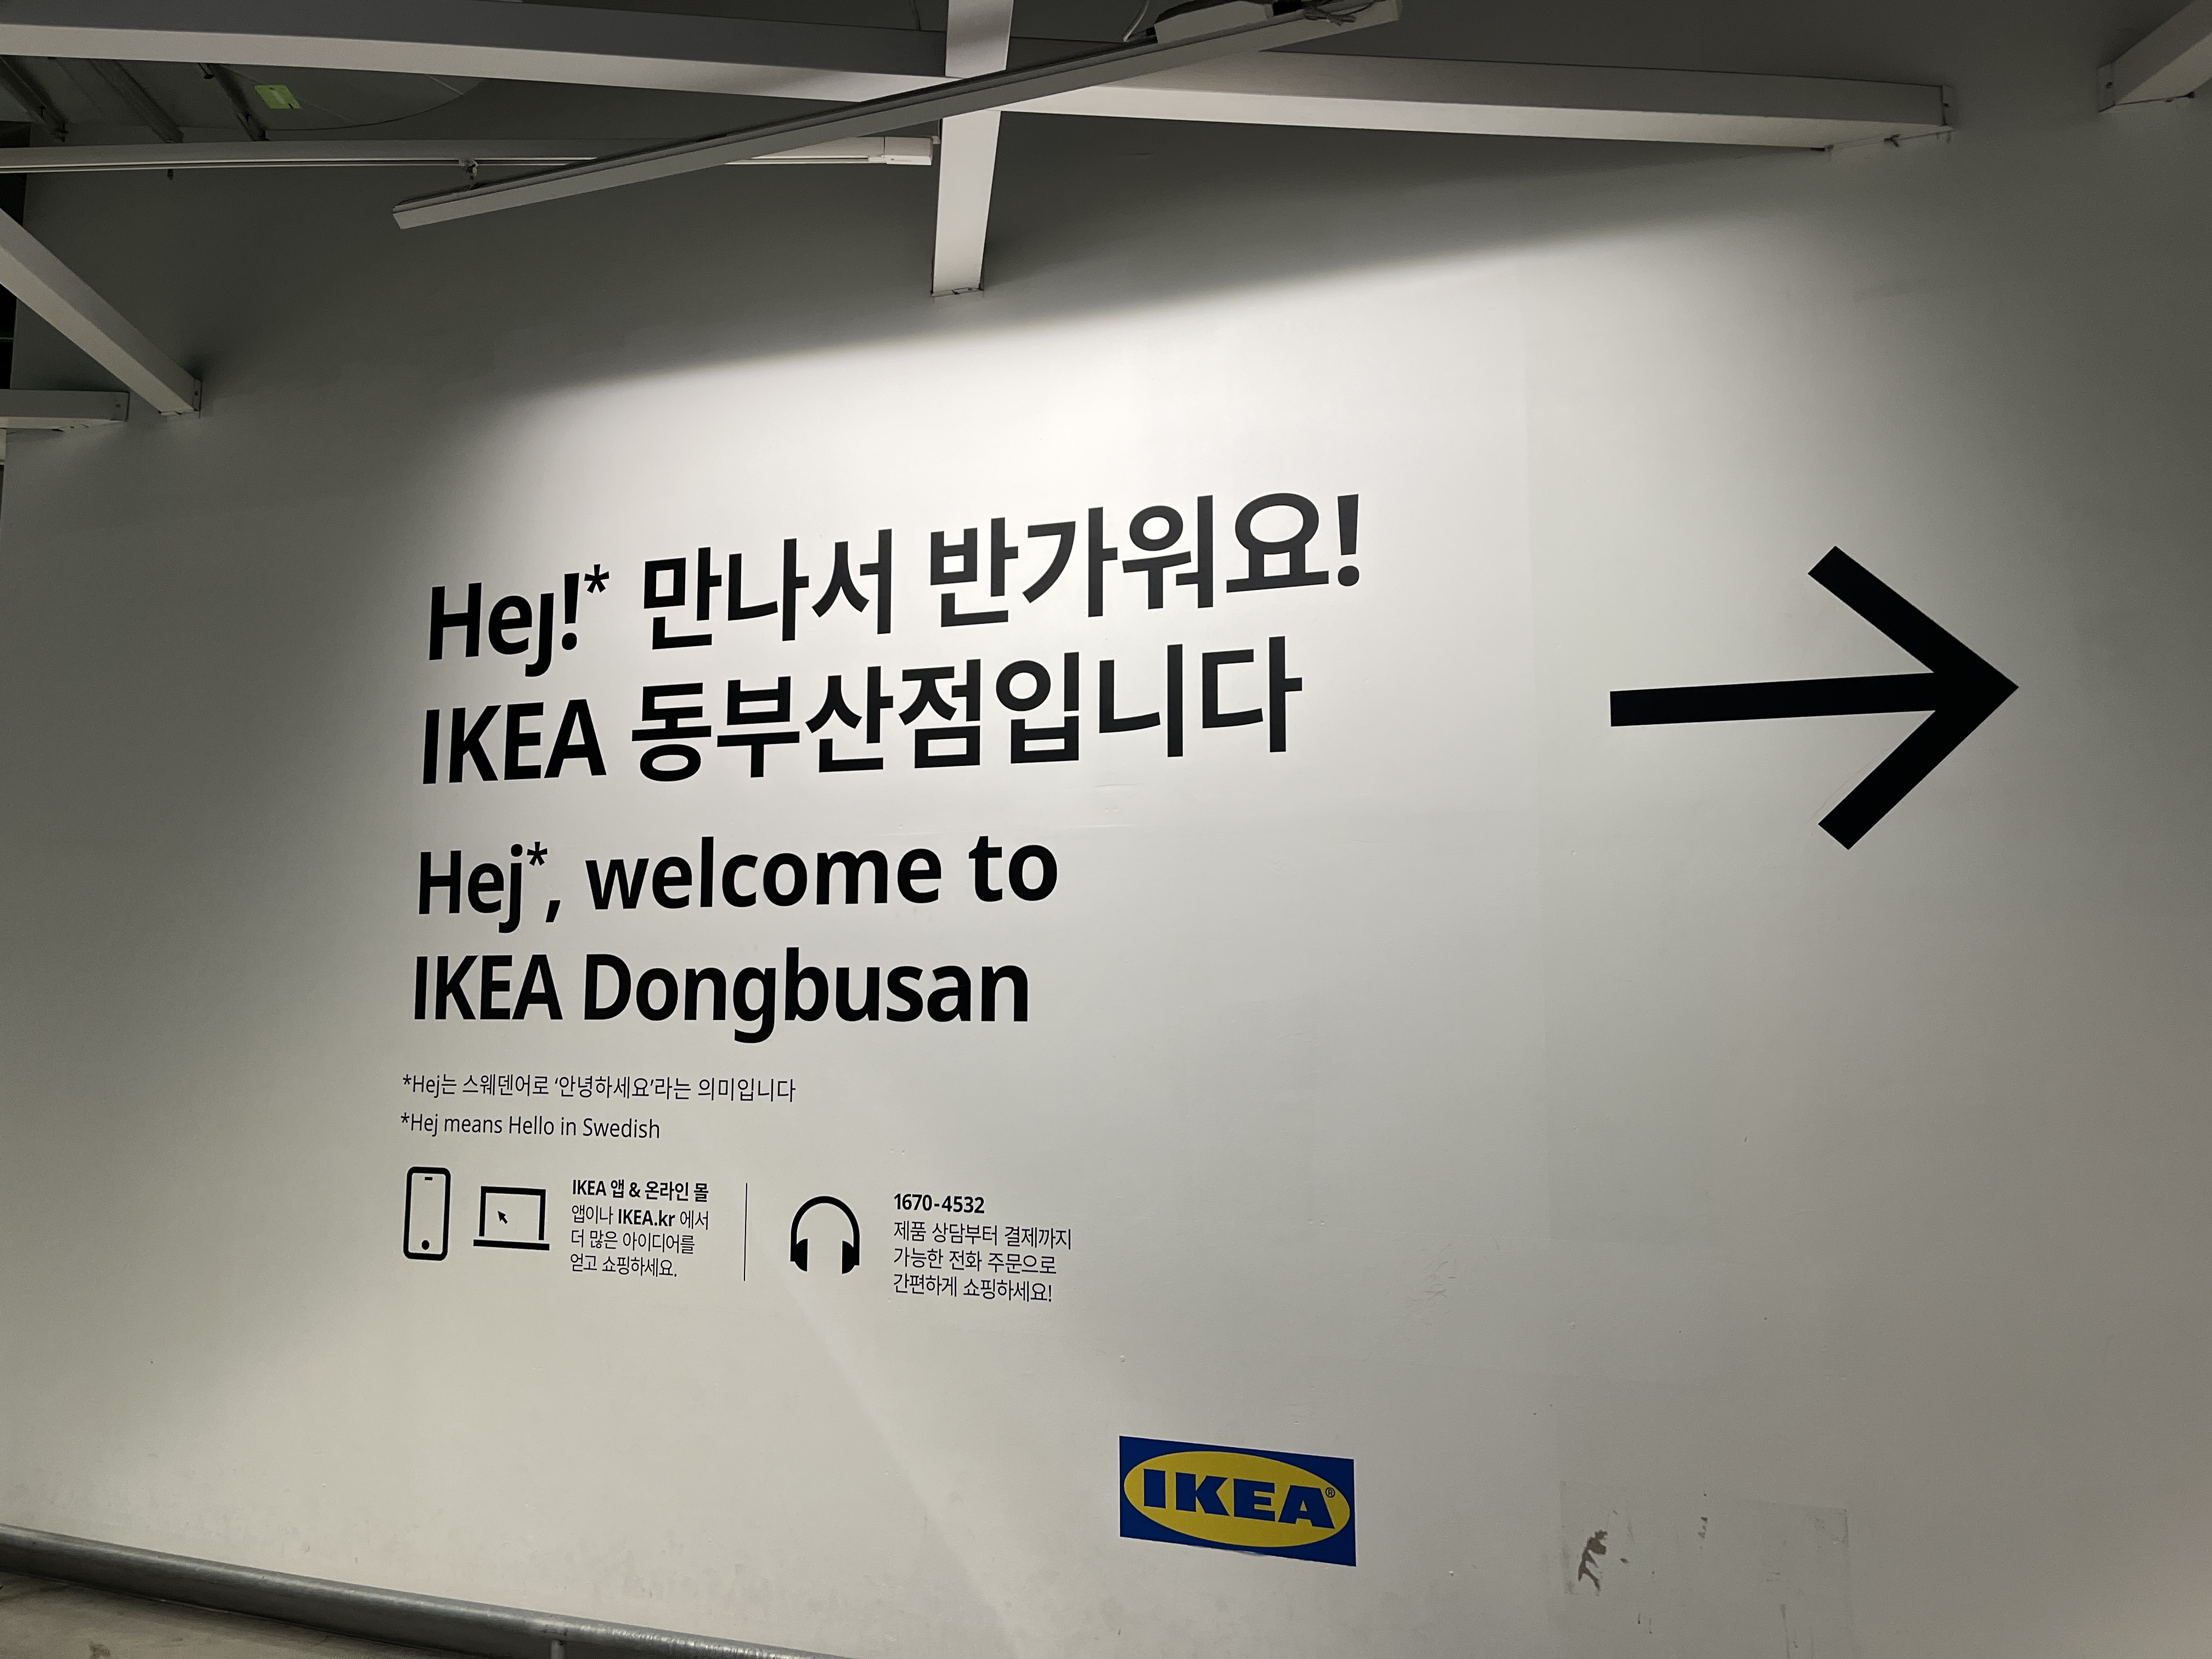 Hej!* 만나서 반가워요!
IKEA 동부산점입니다
Hej*, welcome to
IKEA Dongbusan
*Hej는 스웨덴어로 ‘안녕하세요’라는 의미입니다
*Hej means Hello in Swedish
IKEA 앱 & 온라인 몰
앱이나 IKEA.kr 에서
더 많은 아이디어를
얻고 쇼핑하세요.
1670-4532
제품 상담부터 결제까지
가능한 전화 주문으로
간편하게 쇼핑하세요!
IKEA®